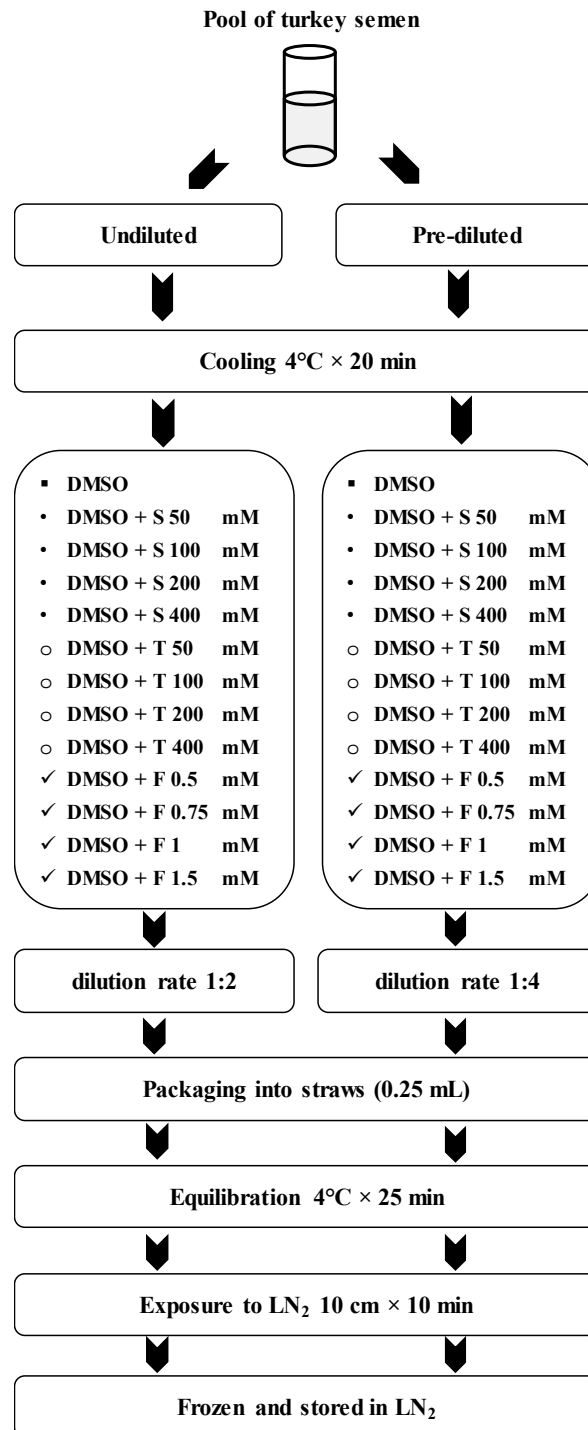 Pool of turkey semen
Undiluted
Pre-diluted
Cooling 4°C × 20 min
▪ DMSO
• DMSO + S 50 mM
• DMSO + S 100 mM
• DMSO + S 200 mM
• DMSO + S 400 mM
o DMSO + T 50 mM
o DMSO + T 100 mM
o DMSO + T 200 mM
o DMSO + T 400 mM
✓ DMSO + F 0.5 mM
✓ DMSO + F 0.75 mM
✓ DMSO + F 1 mM
✓ DMSO + F 1.5 mM
▪ DMSO
• DMSO + S 50 mM
• DMSO + S 100 mM
• DMSO + S 200 mM
• DMSO + S 400 mM
o DMSO + T 50 mM
o DMSO + T 100 mM
o DMSO + T 200 mM
o DMSO + T 400 mM
✓ DMSO + F 0.5 mM
✓ DMSO + F 0.75 mM
✓ DMSO + F 1 mM
✓ DMSO + F 1.5 mM
dilution rate 1:2
dilution rate 1:4
Packaging into straws (0.25 mL)
Equilibration 4°C × 25 min
Exposure to LN₂ 10 cm × 10 min
Frozen and stored in LN₂